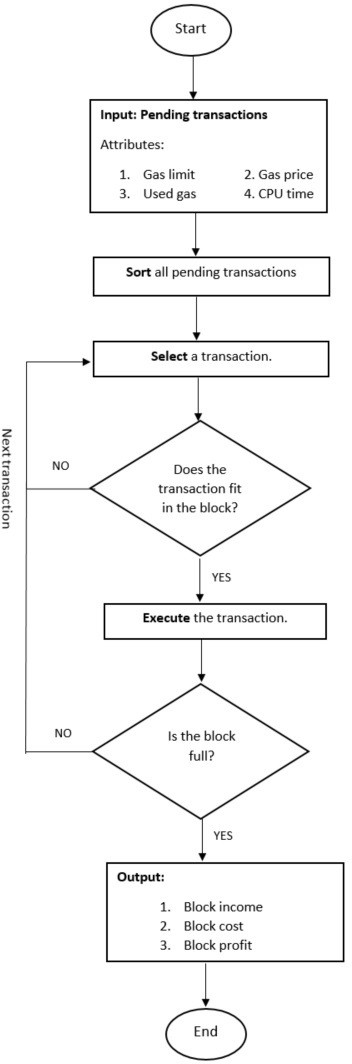 Start
Input: Pending transactions
Attributes:
1. Gas limit 2. Gas price
3. Used gas 4. CPU time
Sort all pending transactions
Select a transaction.
Next transaction
NO
Does the
transaction fit
in the block?
YES
Execute the transaction.
NO
Is the block
full?
YES
Output:
1. Block income
2. Block cost
3. Block profit
End